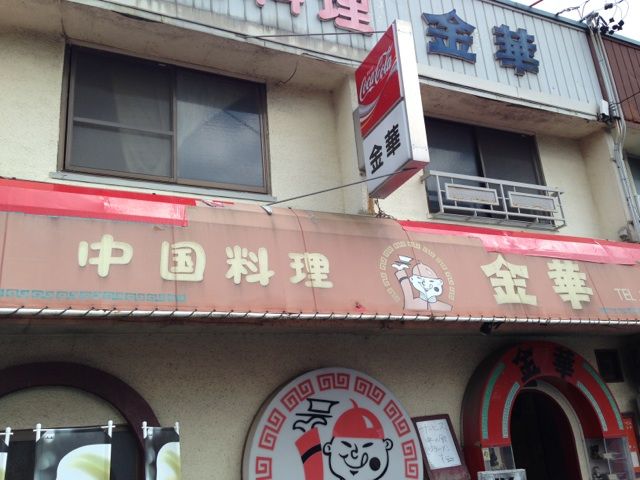 料理 金華
Coca-Cola
金華
中国料理 金華
TEL
金華